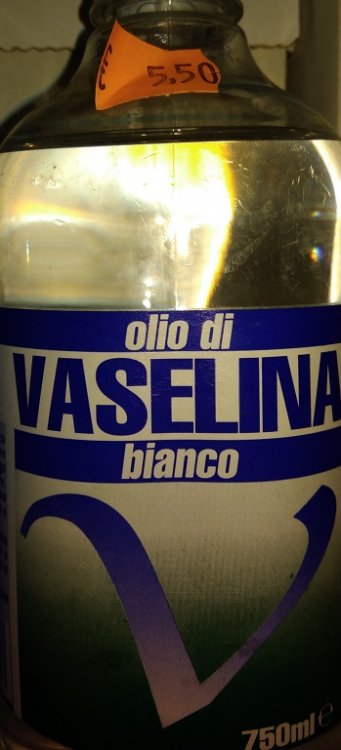 5,50
olio di
VASELINA
bianco
V
750ml e